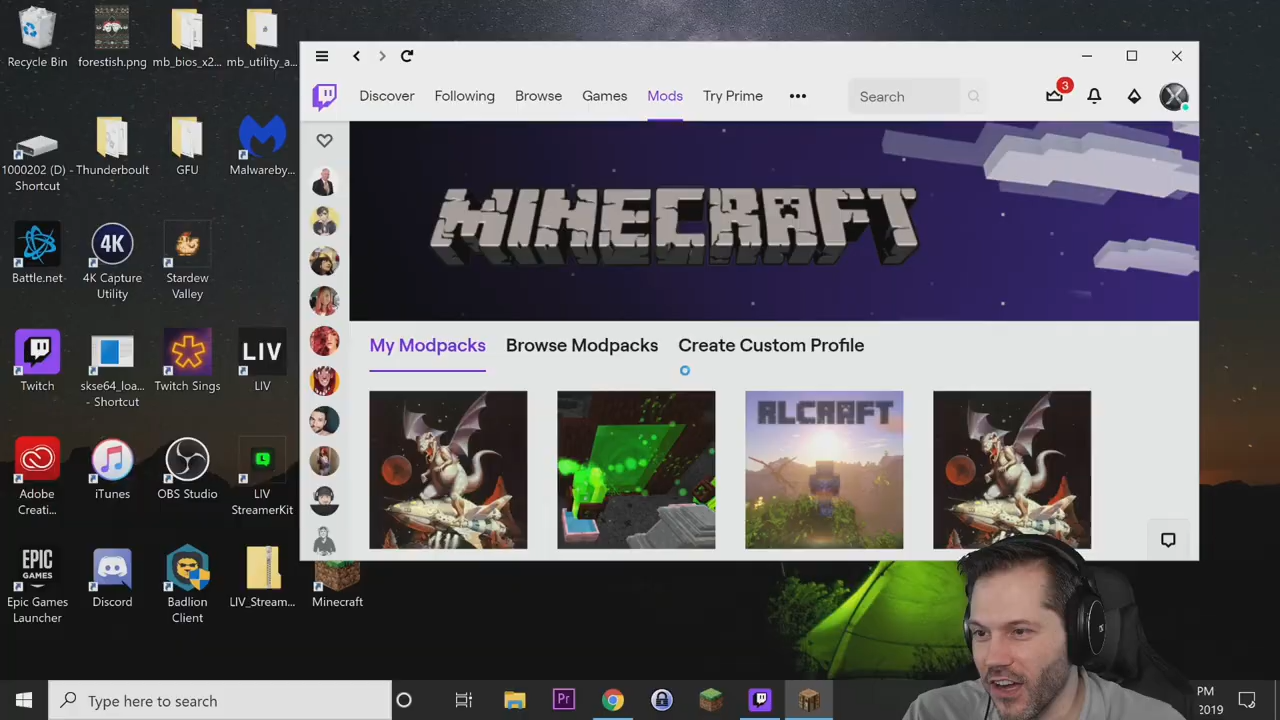 Discover Following Browse Games Mods Try Prime ••• Search 3
MINECRAFT
My Modpacks Browse Modpacks Create Custom Profile
RLCRAFT
Recycle Bin forestish.png mb_bios_x2... mb_utility_a...
1000202 (D) - Thunderboult GFU Malwareby...
Shortcut
4K
Battle.net 4K Capture Stardew
Utility Valley
LIV
Twitch skse64_loa... Twitch Sings LIV
- Shortcut
Adobe iTunes OBS Studio LIV
Creati... StreamerKit
EPIC
GAMES
Epic Games Discord Badlion LIV_Stream... Minecraft
Launcher Client
Type here to search
Pr
PM
2019